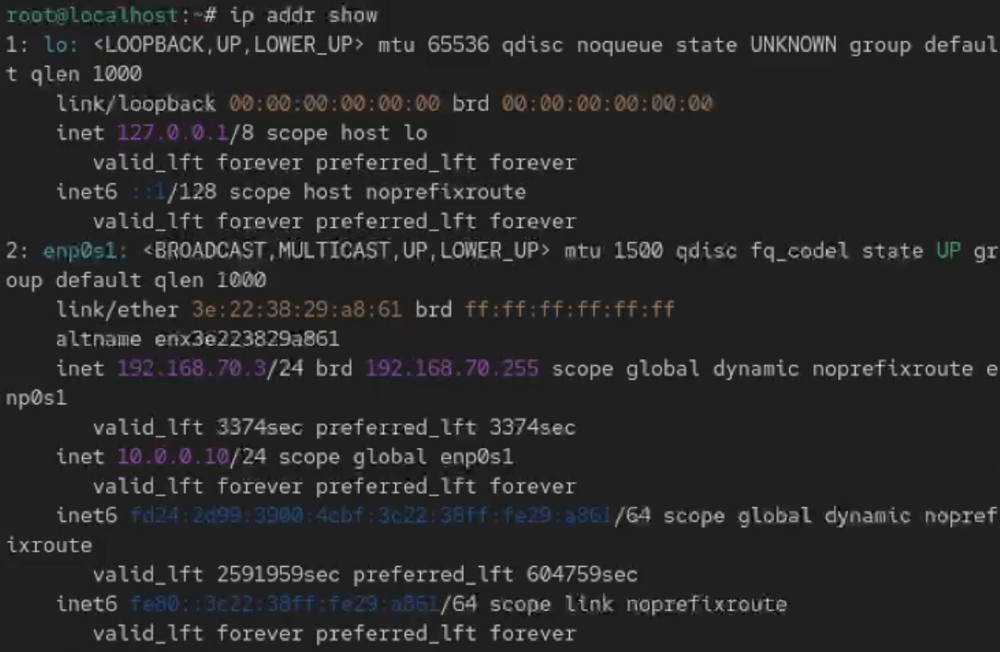 root@localhost:~# ip addr show
1: lo: <LOOPBACK,UP,LOWER_UP> mtu 65536 qdisc noqueue state UNKNOWN group defaul
t qlen 1000
    link/loopback 00:00:00:00:00:00 brd 00:00:00:00:00:00
    inet 127.0.0.1/8 scope host lo
       valid_lft forever preferred_lft forever
    inet6 ::1/128 scope host noprefixroute
       valid_lft forever preferred_lft forever
2: enp0s1: <BROADCAST,MULTICAST,UP,LOWER_UP> mtu 1500 qdisc fq_codel state UP gr
oup default qlen 1000
    link/ether 3e:22:38:29:a8:61 brd ff:ff:ff:ff:ff:ff
    altname enx3e223829a861
    inet 192.168.70.3/24 brd 192.168.70.255 scope global dynamic noprefixroute e
np0s1
       valid_lft 3374sec preferred_lft 3374sec
    inet 10.0.0.10/24 scope global enp0s1
       valid_lft forever preferred_lft forever
    inet6 fd24:2d99:3900:4cbf:3c22:38ff:fe29:a861/64 scope global dynamic nopref
ixroute
       valid_lft 2591959sec preferred_lft 604759sec
    inet6 fe80::3c22:38ff:fe29:a861/64 scope link noprefixroute
       valid_lft forever preferred_lft forever